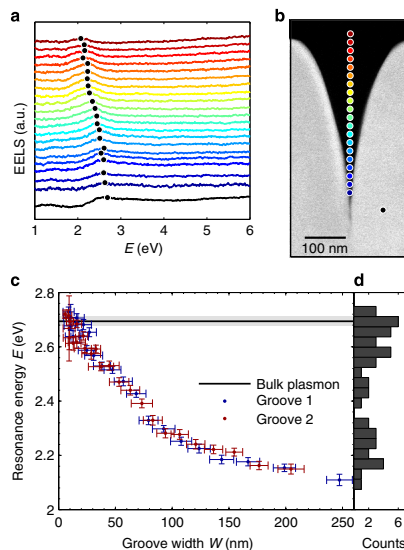 a
EELS (a.u.)
1 2 3 4 5 6
E (eV)
b
100 nm
c
Resonance energy E (eV)
2.8
2.6
2.4
2.2
2
Bulk plasmon
Groove 1
Groove 2
0 50 100 150 200 250
Groove width W (nm)
d
2 6
Counts